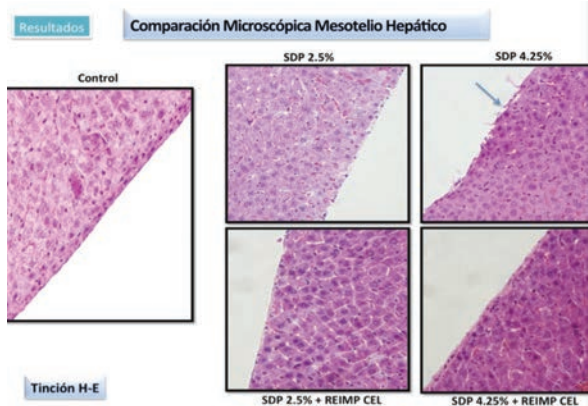 Resultados
Comparación Microscópica Mesotelio Hepático
Control
SDP 2.5%
SDP 4.25%
SDP 2.5% + REIMP CEL
SDP 4.25% + REIMP CEL
Tinción H-E